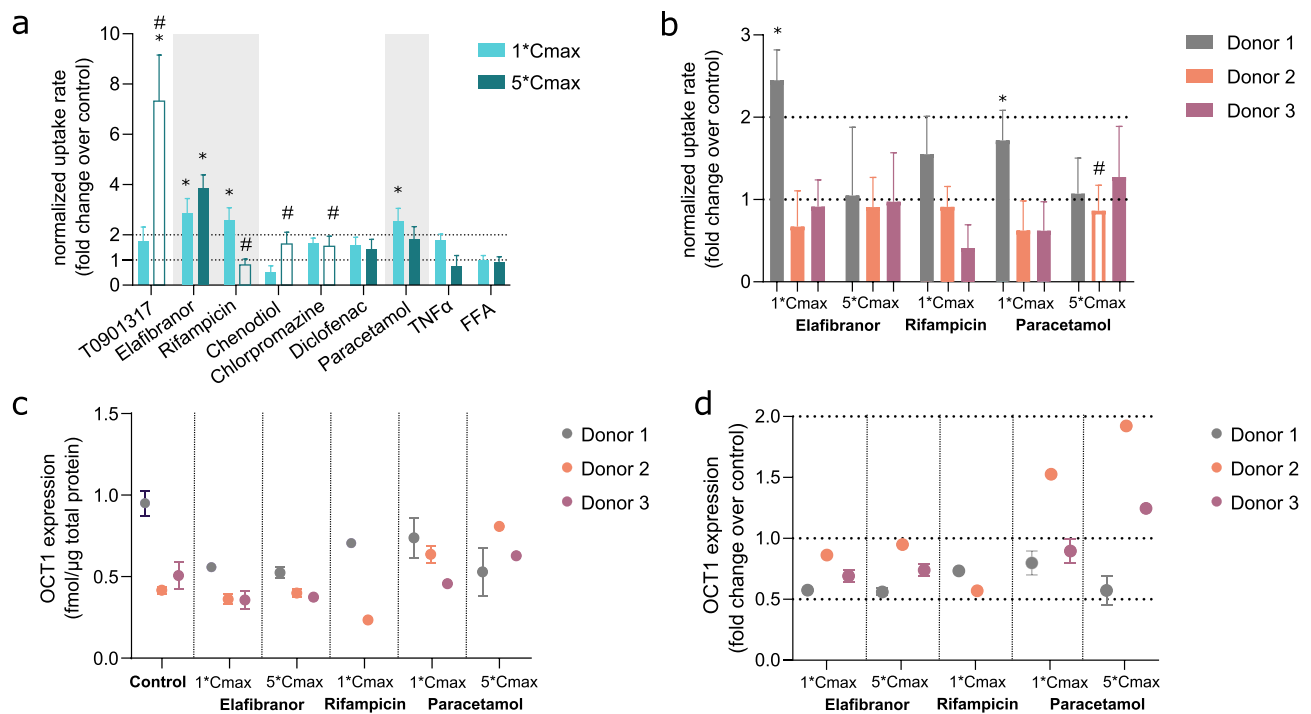 a
normalized uptake rate
(fold change over control)
10
8
6
4
2
1
0
#
*
*
*
*
#
#
#
*
1*Cmax
5*Cmax
T0901317
Elafibranor
Rifampicin
Chenodiol
Chlorpromazine
Diclofenac
Paracetamol
TNFα
FFA
b
normalized uptake rate
(fold change over control)
3
2
1
0
*
*
#
Donor 1
Donor 2
Donor 3
1*Cmax 5*Cmax 1*Cmax 1*Cmax 5*Cmax
Elafibranor Rifampicin Paracetamol
c
OCT1 expression
(fmol/µg total protein)
1.5
1.0
0.5
0.0
Donor 1
Donor 2
Donor 3
Control 1*Cmax 5*Cmax 1*Cmax 1*Cmax 5*Cmax
Elafibranor Rifampicin Paracetamol
d
OCT1 expression
(fold change over control)
2.0
1.5
1.0
0.5
0.0
Donor 1
Donor 2
Donor 3
1*Cmax 5*Cmax 1*Cmax 1*Cmax 5*Cmax
Elafibranor Rifampicin Paracetamol